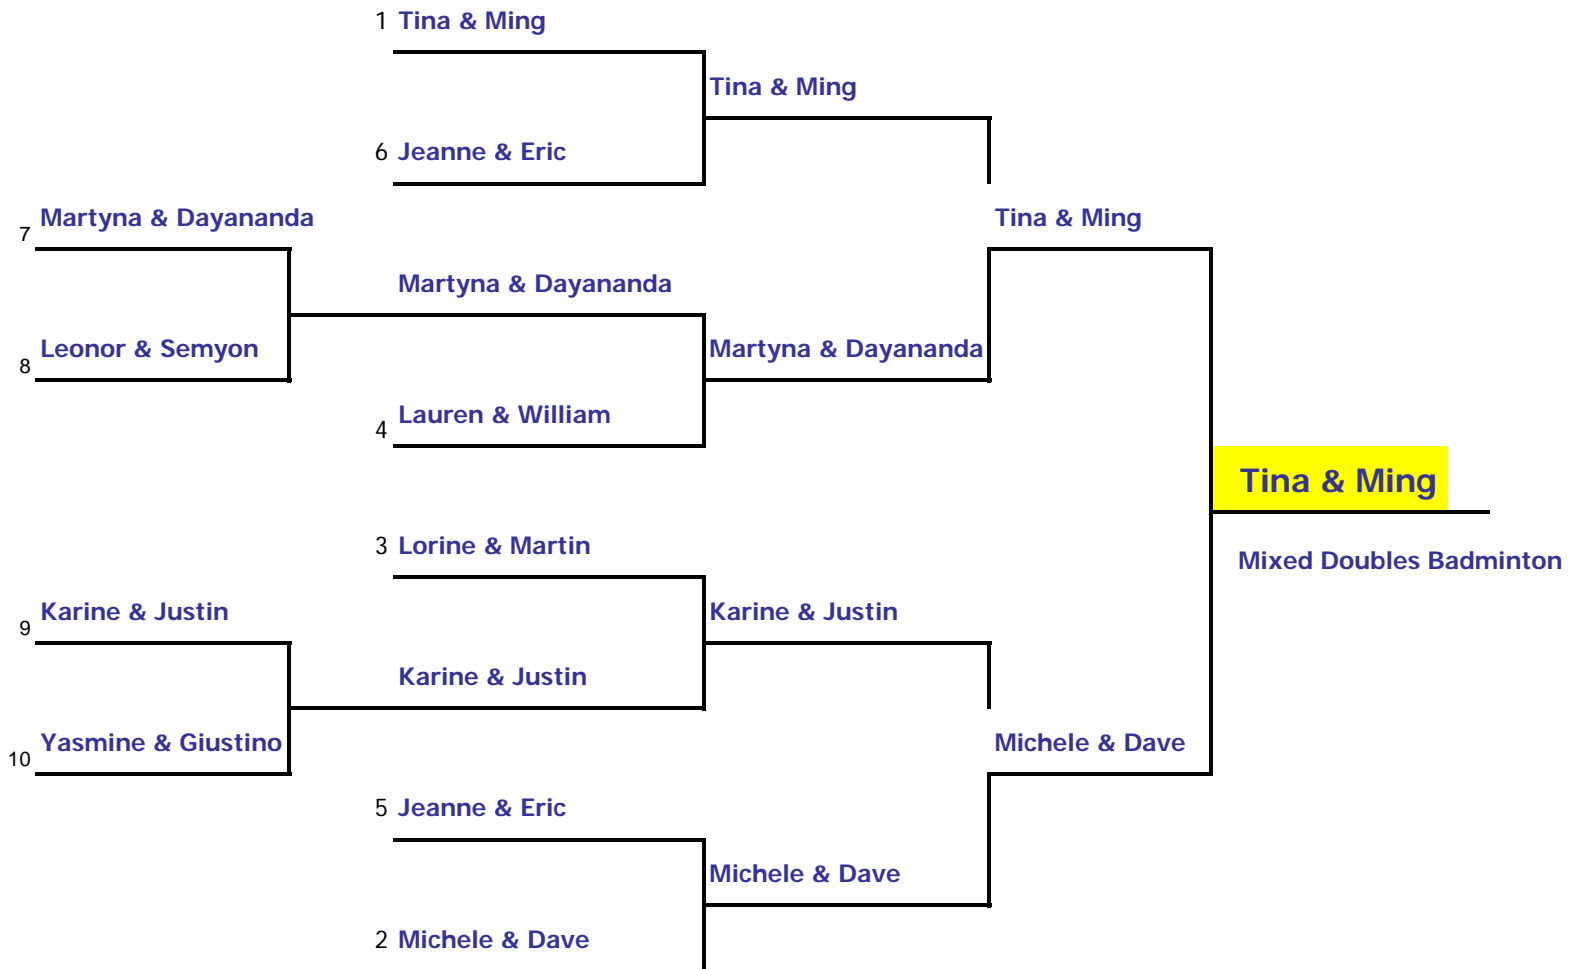 1 Tina & Ming
Tina & Ming
6 Jeanne & Eric
7 Martyna & Dayananda
Tina & Ming
Martyna & Dayananda
8 Leonor & Semyon
Martyna & Dayananda
4 Lauren & William
Tina & Ming
3 Lorine & Martin
Mixed Doubles Badminton
9 Karine & Justin
Karine & Justin
Karine & Justin
10 Yasmine & Giustino
Michele & Dave
5 Jeanne & Eric
Michele & Dave
2 Michele & Dave